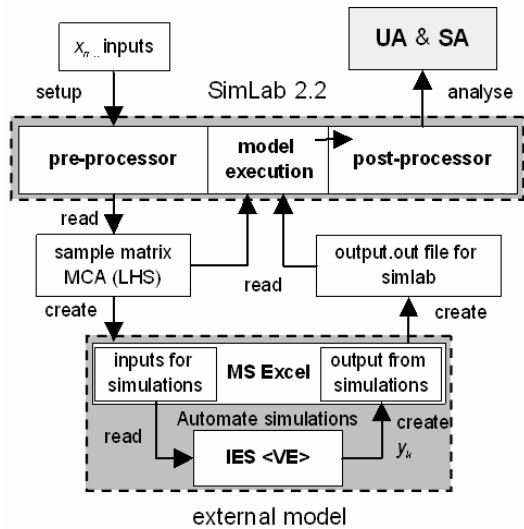 xₙ .. inputs
UA & SA
setup
SimLab 2.2
analyse
pre-processor
model
execution
post-processor
read
sample matrix
MCA (LHS)
read
output.out file for
simlab
create
create
inputs for
simulations
MS Excel
output from
simulations
Automate simulations
read
create
yₖ
IES <VE>
external model